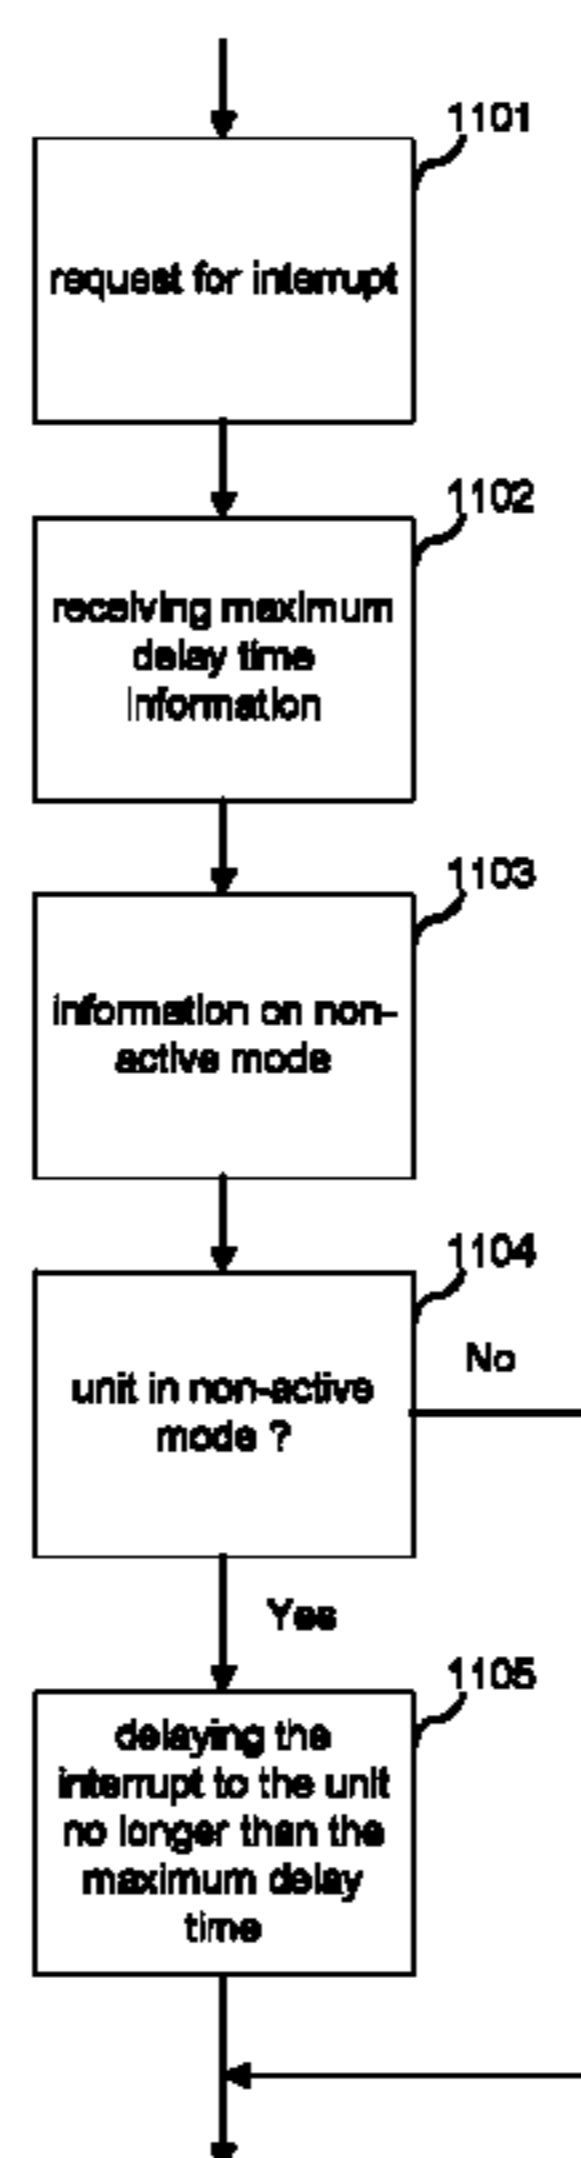 1101
request for interrupt
1102
receiving maximum
delay time
information
1103
information on non-
active mode
1104
No
unit in non-active
mode ?
Yes
1105
delaying the
interrupt to the unit
no longer than the
maximum delay
time